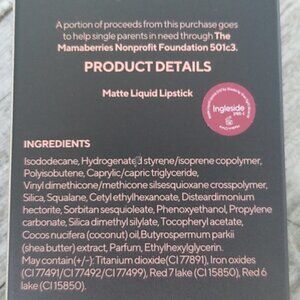 A portion of proceeds from this purchase goes
to help single parents in need through The
Mamaberries Nonprofit Foundation 501c3.
PRODUCT DETAILS
Matte Liquid Lipstick
Ingleside
INGREDIENTS
Isododecane, Hydrogenated styrene/isoprene copolymer,
Polyisobutene, Caprylic/capric triglyceride,
Vinyl dimethicone/methicone silsesquioxane crosspolymer,
Silica, Squalane, Cetyl ethylhexanoate, Disteardimonium
hectorite, Sorbitan sesquioleate, Phenoxyethanol, Propylene
carbonate, Silica dimethyl silylate, Tocopheryl acetate,
Cocos nucifera (coconut) oil,Butyrospermum parkii
(shea butter) extract, Parfum, Ethylhexylglycerin.
May contain(+/-): Titanium dioxide(CI 77891), Iron oxides
(CI 77491/CI 77492/CI 77499), Red 7 lake (CI 15850), Red 6
lake (CI 15850).